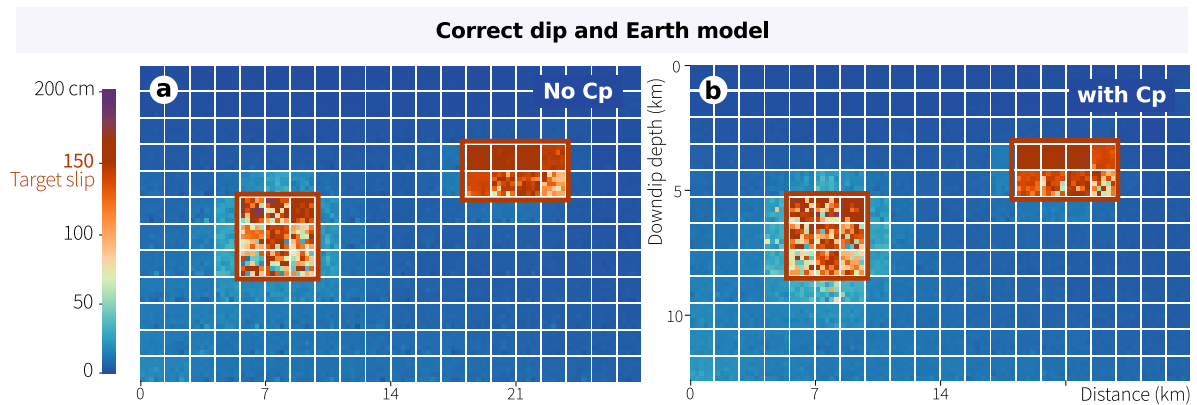 Correct dip and Earth model
200 cm
150
Target slip
100
50
0
a
No Cp
0
7
14
21
b
with Cp
Downdip depth (km)
0
5
10
0
7
14
Distance (km)